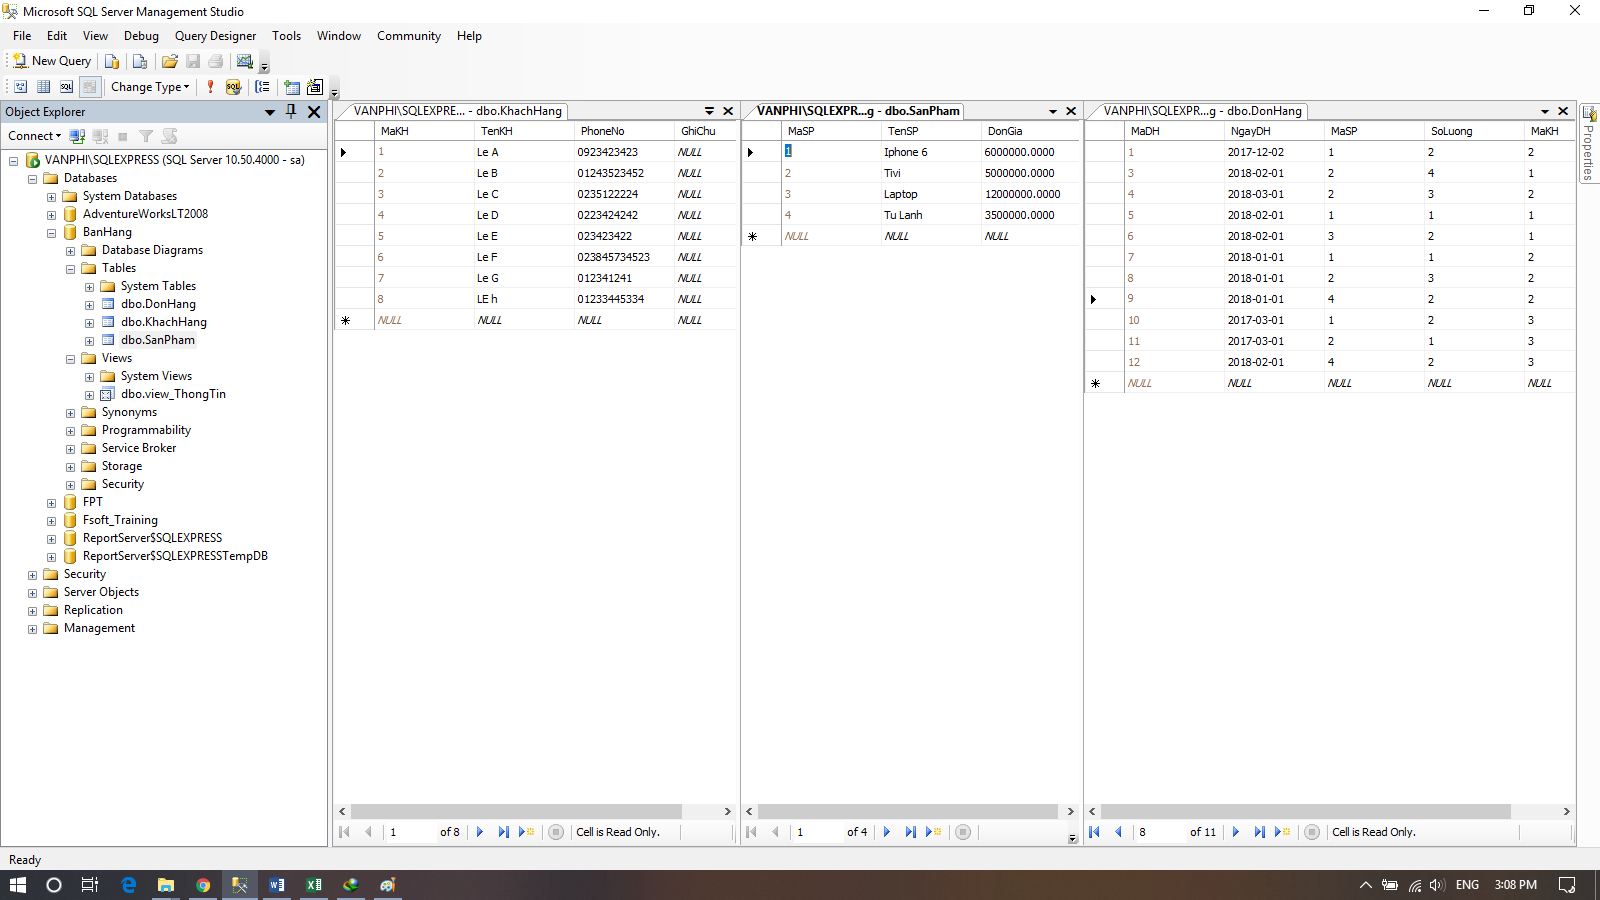 Microsoft SQL Server Management Studio
File Edit View Debug Query Designer Tools Window Community Help
New Query
SQL Change Type SQL
Object Explorer
Connect
VANPHI\SQLEXPRESS (SQL Server 10.50.4000 - sa)
Databases
System Databases
AdventureWorksLT2008
BanHang
Database Diagrams
Tables
System Tables
dbo.DonHang
dbo.KhachHang
dbo.SanPham
Views
System Views
dbo.view_ThongTin
Synonyms
Programmability
Service Broker
Storage
Security
FPT
Fsoft_Training
ReportServer$SQLEXPRESS
ReportServer$SQLEXPRESSTempDB
Security
Server Objects
Replication
Management
VANPHI\SQLEXPRE... - dbo.KhachHang
MaKH TenKH PhoneNo GhiChu
1 Le A 0923423423 NULL
2 Le B 01243523452 NULL
3 Le C 0235122224 NULL
4 Le D 0223424242 NULL
5 Le E 023423422 NULL
6 Le F 023845734523 NULL
7 Le G 012341241 NULL
8 LE h 01233445334 NULL
NULL NULL NULL NULL
1 of 8 Cell is Read Only.
VANPHI\SQLEXPR...g - dbo.SanPham
MaSP TenSP DonGia
1 Iphone 6 6000000.0000
2 Tivi 5000000.0000
3 Laptop 12000000.0000
4 Tu Lanh 3500000.0000
NULL NULL NULL
1 of 4
VANPHI\SQLEXPR...g - dbo.DonHang
MaDH NgayDH MaSP SoLuong MaKH
1 2017-12-02 1 2 2
3 2018-02-01 2 4 1
4 2018-03-01 2 3 2
5 2018-02-01 1 1 1
6 2018-02-01 3 2 1
7 2018-01-01 1 1 2
8 2018-01-01 2 3 2
9 2018-01-01 4 2 2
10 2017-03-01 1 2 3
11 2017-03-01 2 1 3
12 2018-02-01 4 2 3
NULL NULL NULL NULL NULL
8 of 11 Cell is Read Only.
Properties
Ready
ENG 3:08 PM